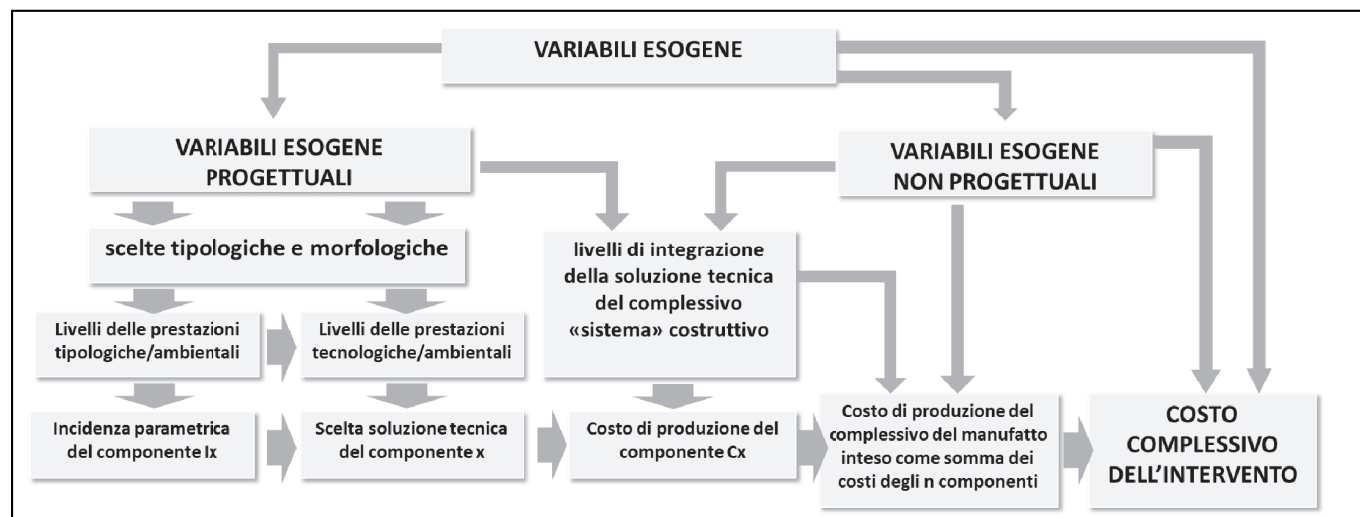 VARIABILI ESOGENE
VARIABILI ESOGENE
PROGETTUALI
VARIABILI ESOGENE
NON PROGETTUALI
scelte tipologiche e morfologiche
livelli di integrazione
della soluzione tecnica
del complessivo
«sistema» costruttivo
Livelli delle prestazioni
tipologiche/ambientali
Livelli delle prestazioni
tecnologiche/ambientali
Incidenza parametrica
del componente Ix
Scelta soluzione tecnica
del componente x
Costo di produzione del
componente Cx
Costo di produzione del
complessivo del manufatto
inteso come somma dei
costi degli n componenti
COSTO
COMPLESSIVO
DELL'INTERVENTO